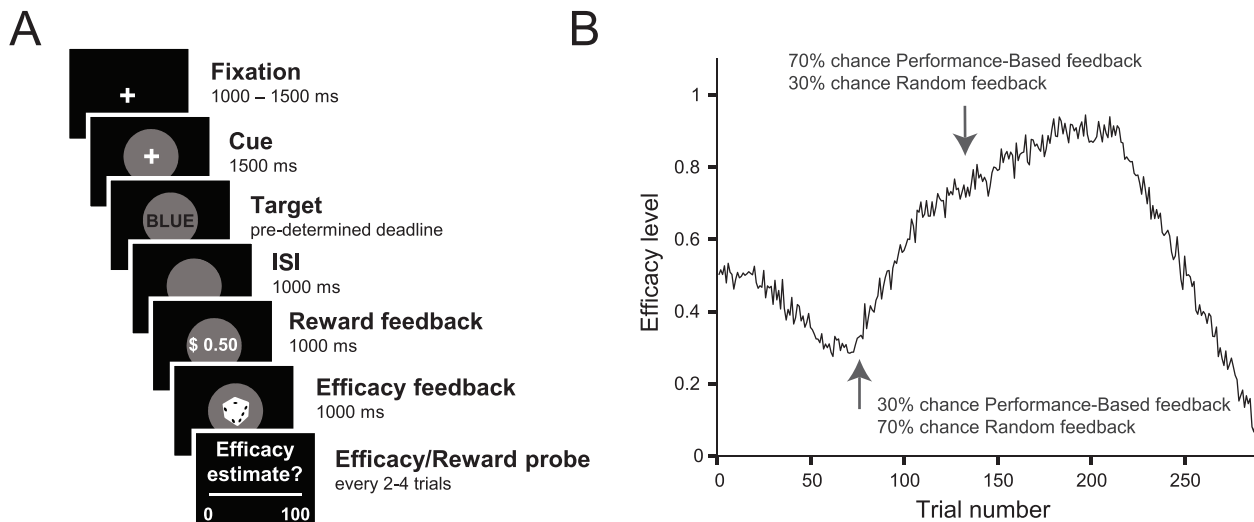 A
Fixation
1000 – 1500 ms
Cue
1500 ms
BLUE
Target
pre-determined deadline
ISI
1000 ms
$ 0.50
Reward feedback
1000 ms
Efficacy feedback
1000 ms
Efficacy
estimate?
0 100
Efficacy/Reward probe
every 2-4 trials
B
70% chance Performance-Based feedback
30% chance Random feedback
1
0.8
0.6
0.4
0.2
0
Efficacy level
30% chance Performance-Based feedback
70% chance Random feedback
0 50 100 150 200 250
Trial number